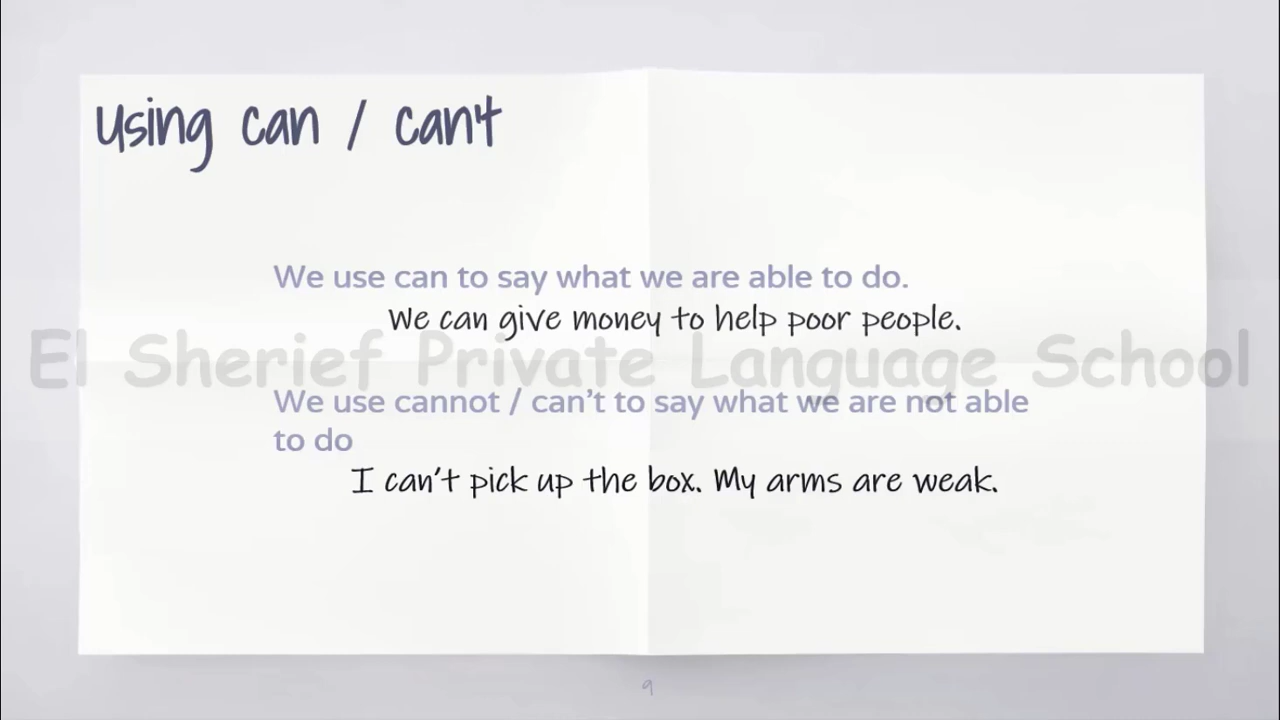 Using can / can't
We use can to say what we are able to do.
We can give money to help poor people.
El Sherief Private Language School
We use cannot / can’t to say what we are not able
to do
I can’t pick up the box. My arms are weak.
9